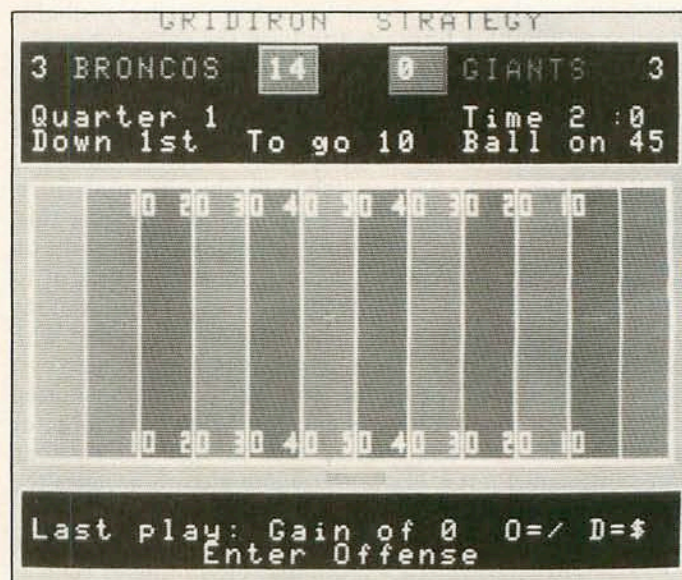 GRIDIRON STRATEGY
3 BRONCOS 14 0 GIANTS 3
Quarter 1 Time 2 :0
Down 1st To go 10 Ball on 45
10 20 30 40 50 40 30 20 10
10 20 30 40 50 40 30 20 10
Last play: Gain of 0 O=/ D=$
Enter Offense